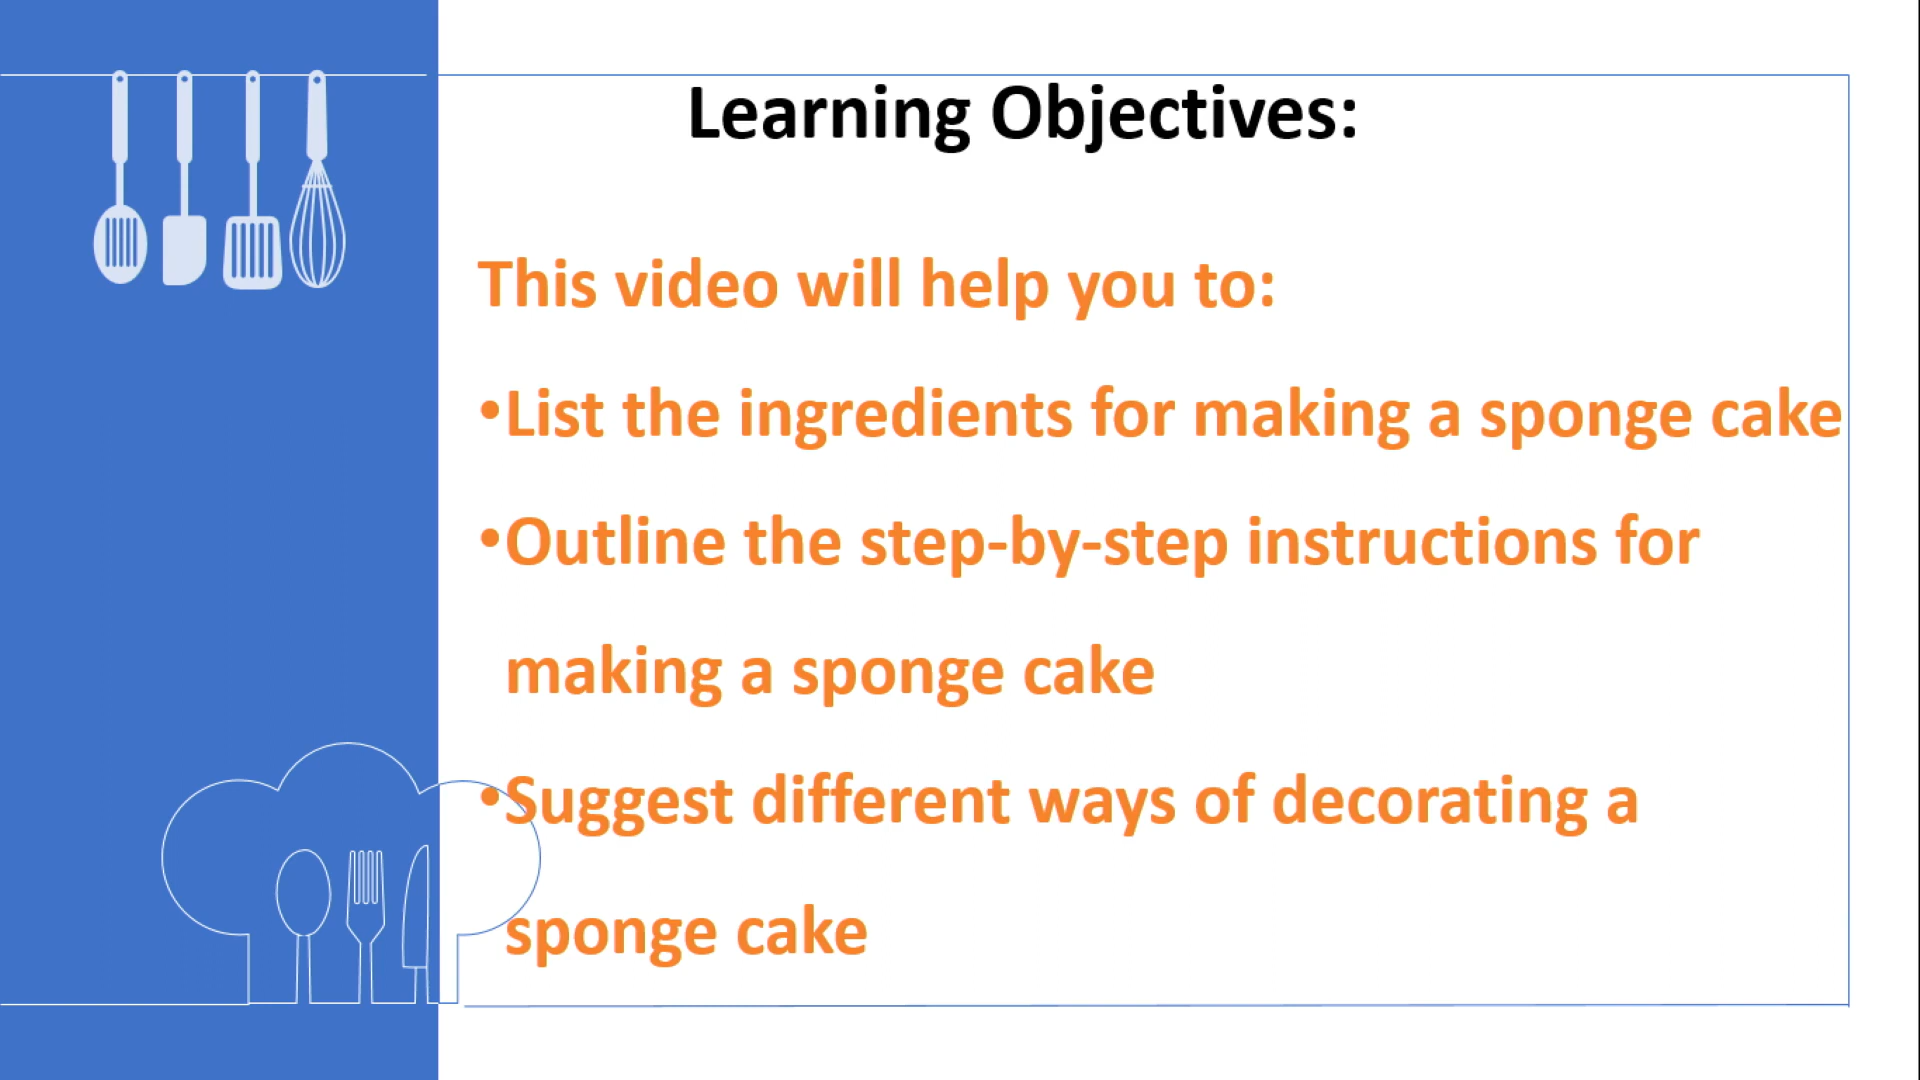 Learning Objectives:
This video will help you to:
•List the ingredients for making a sponge cake
•Outline the step-by-step instructions for
making a sponge cake
•Suggest different ways of decorating a
sponge cake